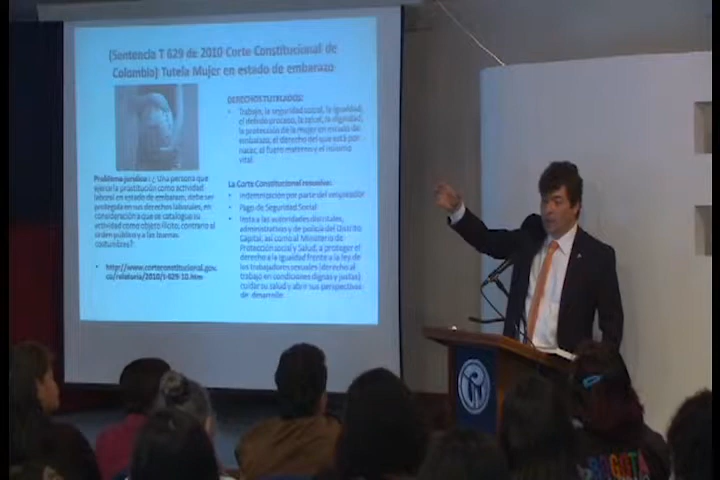 (Sentencia T 629 de 2010 Corte Constitucional de
Colombia) Tutela Mujer en estado de embarazo
DERECHOS TUTELADOS:
• Trabajo, la seguridad social, la igualdad,
el debido proceso, la salud, la dignidad,
la protección de la mujer en estado de
embarazo, el derecho del que está por
nacer, al fuero materno y el mínimo
vital
Problema jurídico: ¿ Una persona que
ejerce la prostitución como actividad
laboral en estado de embarazo, debe ser
protegida en sus derechos laborales, en
consideración a que se cataloga su
actividad como objeto ilícito, contrario al
orden público y a las buenas
costumbres?
• http://www.corteconstitucional.gov.
co/relatoria/2010/t-629-10.htm
La Corte Constitucional resuelve:
• Indemnización por parte del empleador
• Pago de Seguridad Social
• Insta a las autoridades distritales,
administrativas y de policía del Distrito
Capital, así como al Ministerio de
Protección social y Salud, a proteger el
derecho a la igualdad frente a la ley de
los trabajadores sexuales (derecho al
trabajo en condiciones dignas y justas)
cuidar su salud y abrir sus perspectivas
de desarrollo
BOGOTA